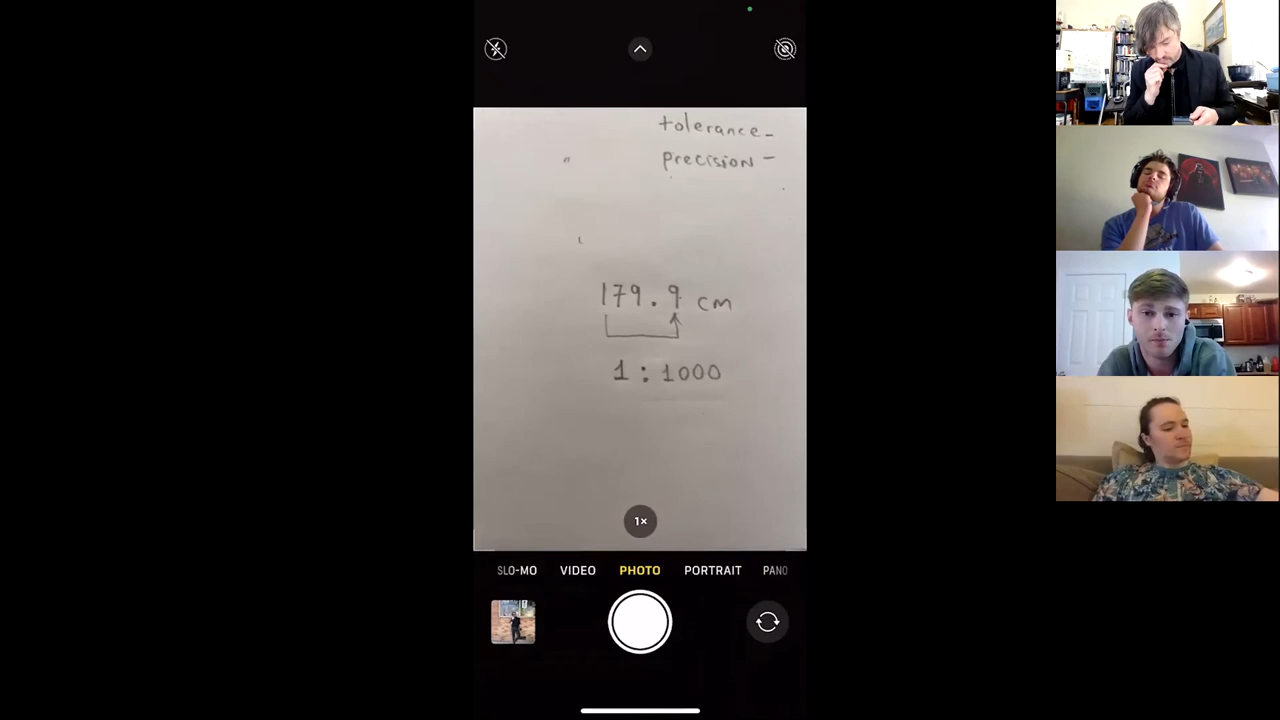 tolerance-
precision-
179.9 cm
1:1000
1×
SLO-MO VIDEO PHOTO PORTRAIT PANO